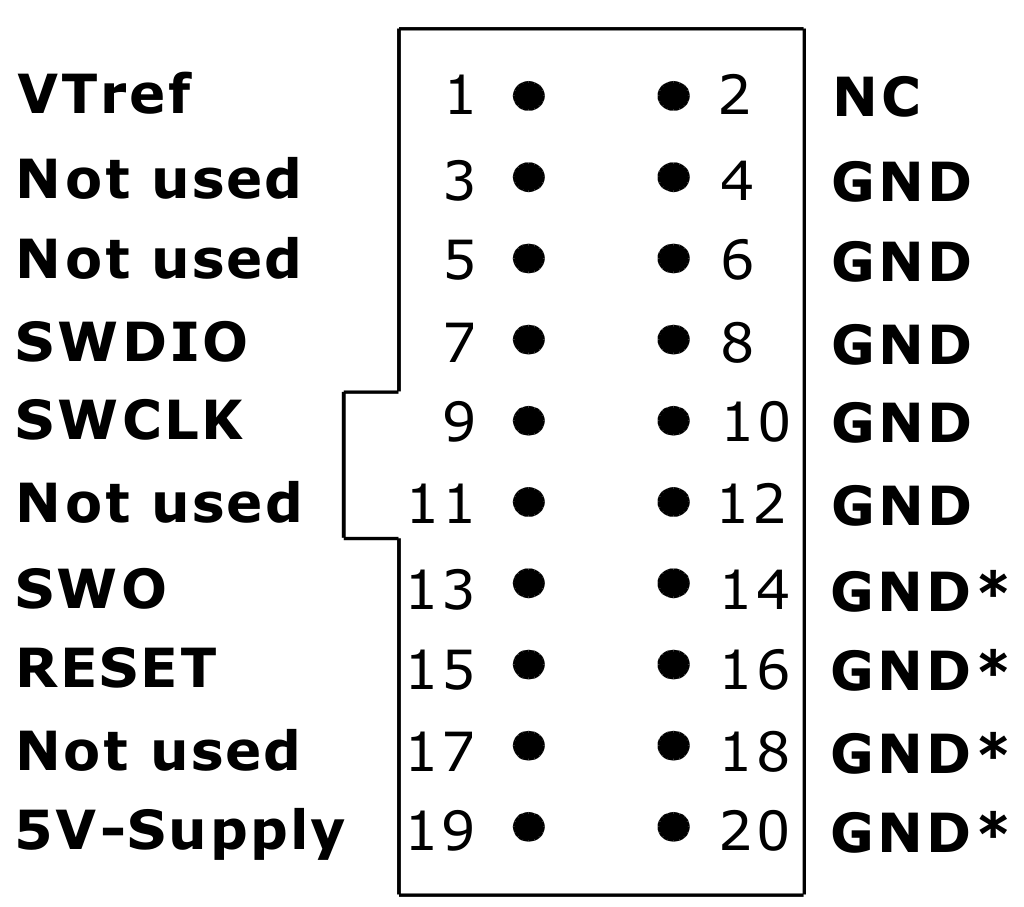 VTref 1 2 NC
Not used 3 4 GND
Not used 5 6 GND
SWDIO 7 8 GND
SWCLK 9 10 GND
Not used 11 12 GND
SWO 13 14 GND*
RESET 15 16 GND*
Not used 17 18 GND*
5V-Supply 19 20 GND*